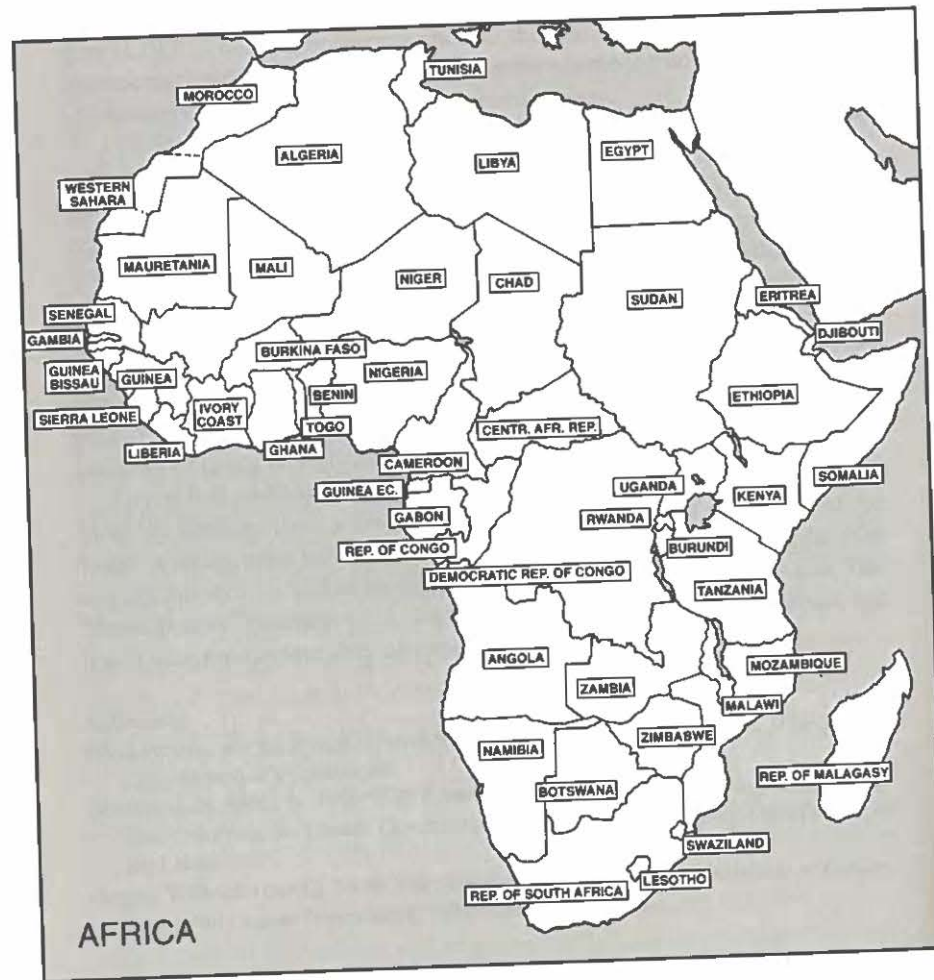 TUNISIA
MOROCCO
ALGERIA
LIBYA
EGYPT
WESTERN
SAHARA
MAURETANIA
MALI
NIGER
CHAD
SUDAN
ERITREA
SENEGAL
GAMBIA
DJIBOUTI
BURKINA FASO
GUINEA
BISSAU
GUINEA
NIGERIA
BENIN
ETHIOPIA
IVORY
COAST
SIERRA LEONE
TOGO
CENTR. AFR. REP.
LIBERIA
GHANA
CAMEROON
SOMALIA
UGANDA
KENYA
GUINEA EC.
GABON
RWANDA
REP. OF CONGO
BURUNDI
DEMOCRATIC REP. OF CONGO
TANZANIA
ANGOLA
MOZAMBIQUE
ZAMBIA
MALAWI
NAMIBIA
ZIMBABWE
REP. OF MALAGASY
BOTSWANA
SWAZILAND
LESOTHO
REP. OF SOUTH AFRICA
AFRICA